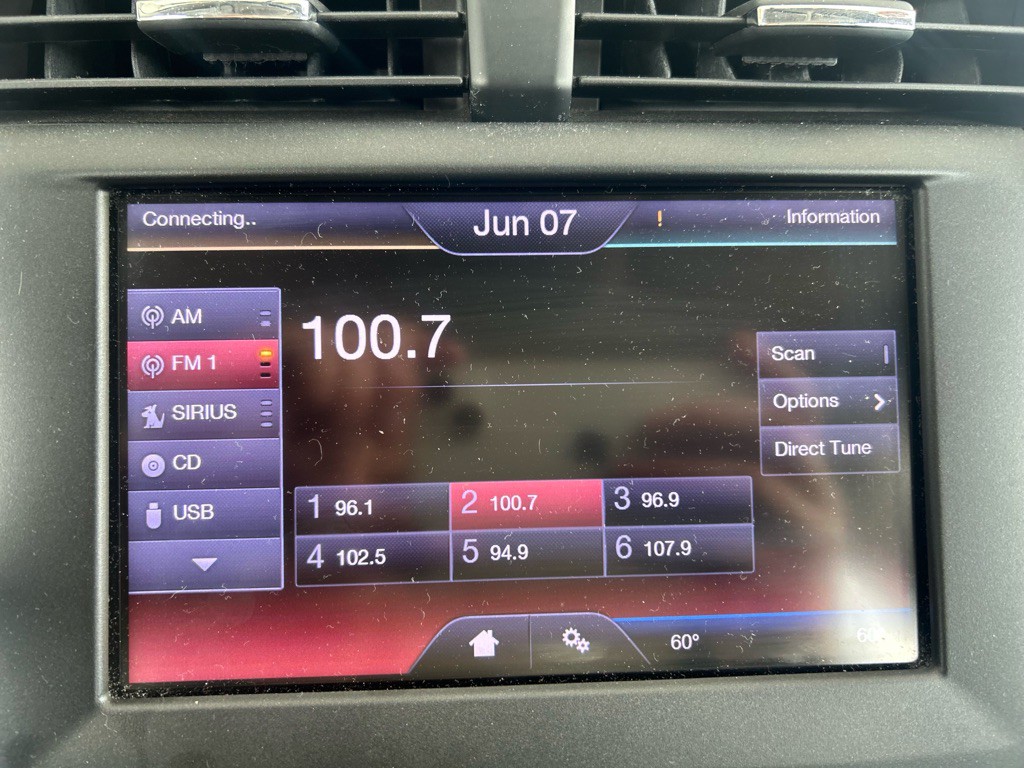 Connecting..
Jun 07
!
Information
AM
FM 1
SIRIUS
CD
USB
100.7
Scan
Options
Direct Tune
1 96.1
2 100.7
3 96.9
4 102.5
5 94.9
6 107.9
60°
60°